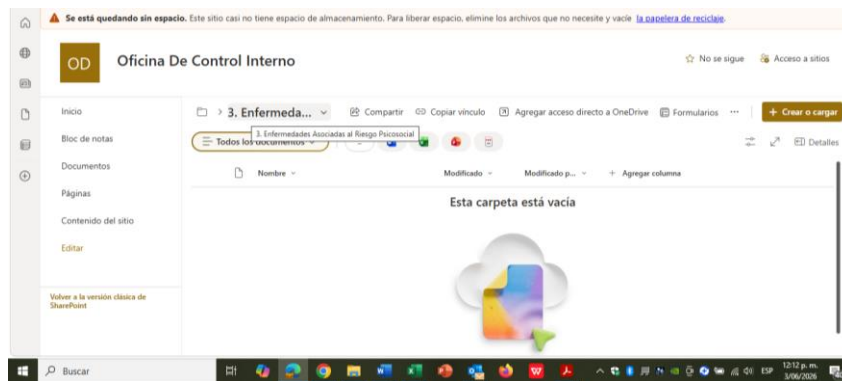 Se está quedando sin espacio. Este sitio casi no tiene espacio de almacenamiento. Para liberar espacio, elimine los archivos que no necesite y vacíe la papelera de reciclaje.
OD
Oficina De Control Interno
No se sigue
Acceso a sitios
Inicio
Bloc de notas
Documentos
Páginas
Contenido del sitio
Editar
Volver a la versión clásica de
SharePoint
> 3. Enfermeda...
Compartir
Copiar vínculo
Agregar acceso directo a OneDrive
Formularios
...
+ Crear o cargar
3. Enfermedades Asociadas al Riesgo Psicosocial
Todos los documentos
Detalles
Nombre
Modificado
Modificado p...
+ Agregar columna
Esta carpeta está vacía
Buscar
ESP
12:12 p. m.
3/06/2026